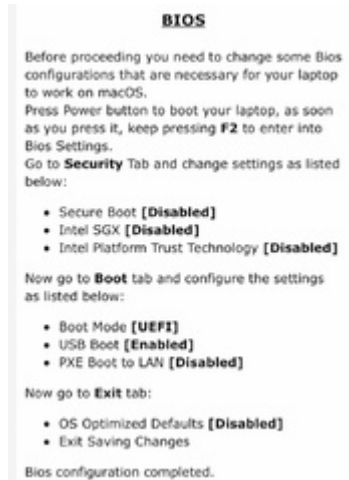 BIOS
Before proceeding you need to change some Bios
configurations that are necessary for your laptop
to work on macOS.
Press Power button to boot your laptop, as soon
as you press it, keep pressing F2 to enter into
Bios Settings.
Go to Security Tab and change settings as listed
below:
• Secure Boot [Disabled]
• Intel SGX [Disabled]
• Intel Platform Trust Technology [Disabled]
Now go to Boot tab and configure the settings
as listed below:
• Boot Mode [UEFI]
• USB Boot [Enabled]
• PXE Boot to LAN [Disabled]
Now go to Exit tab:
• OS Optimized Defaults [Disabled]
• Exit Saving Changes
Bios configuration completed.